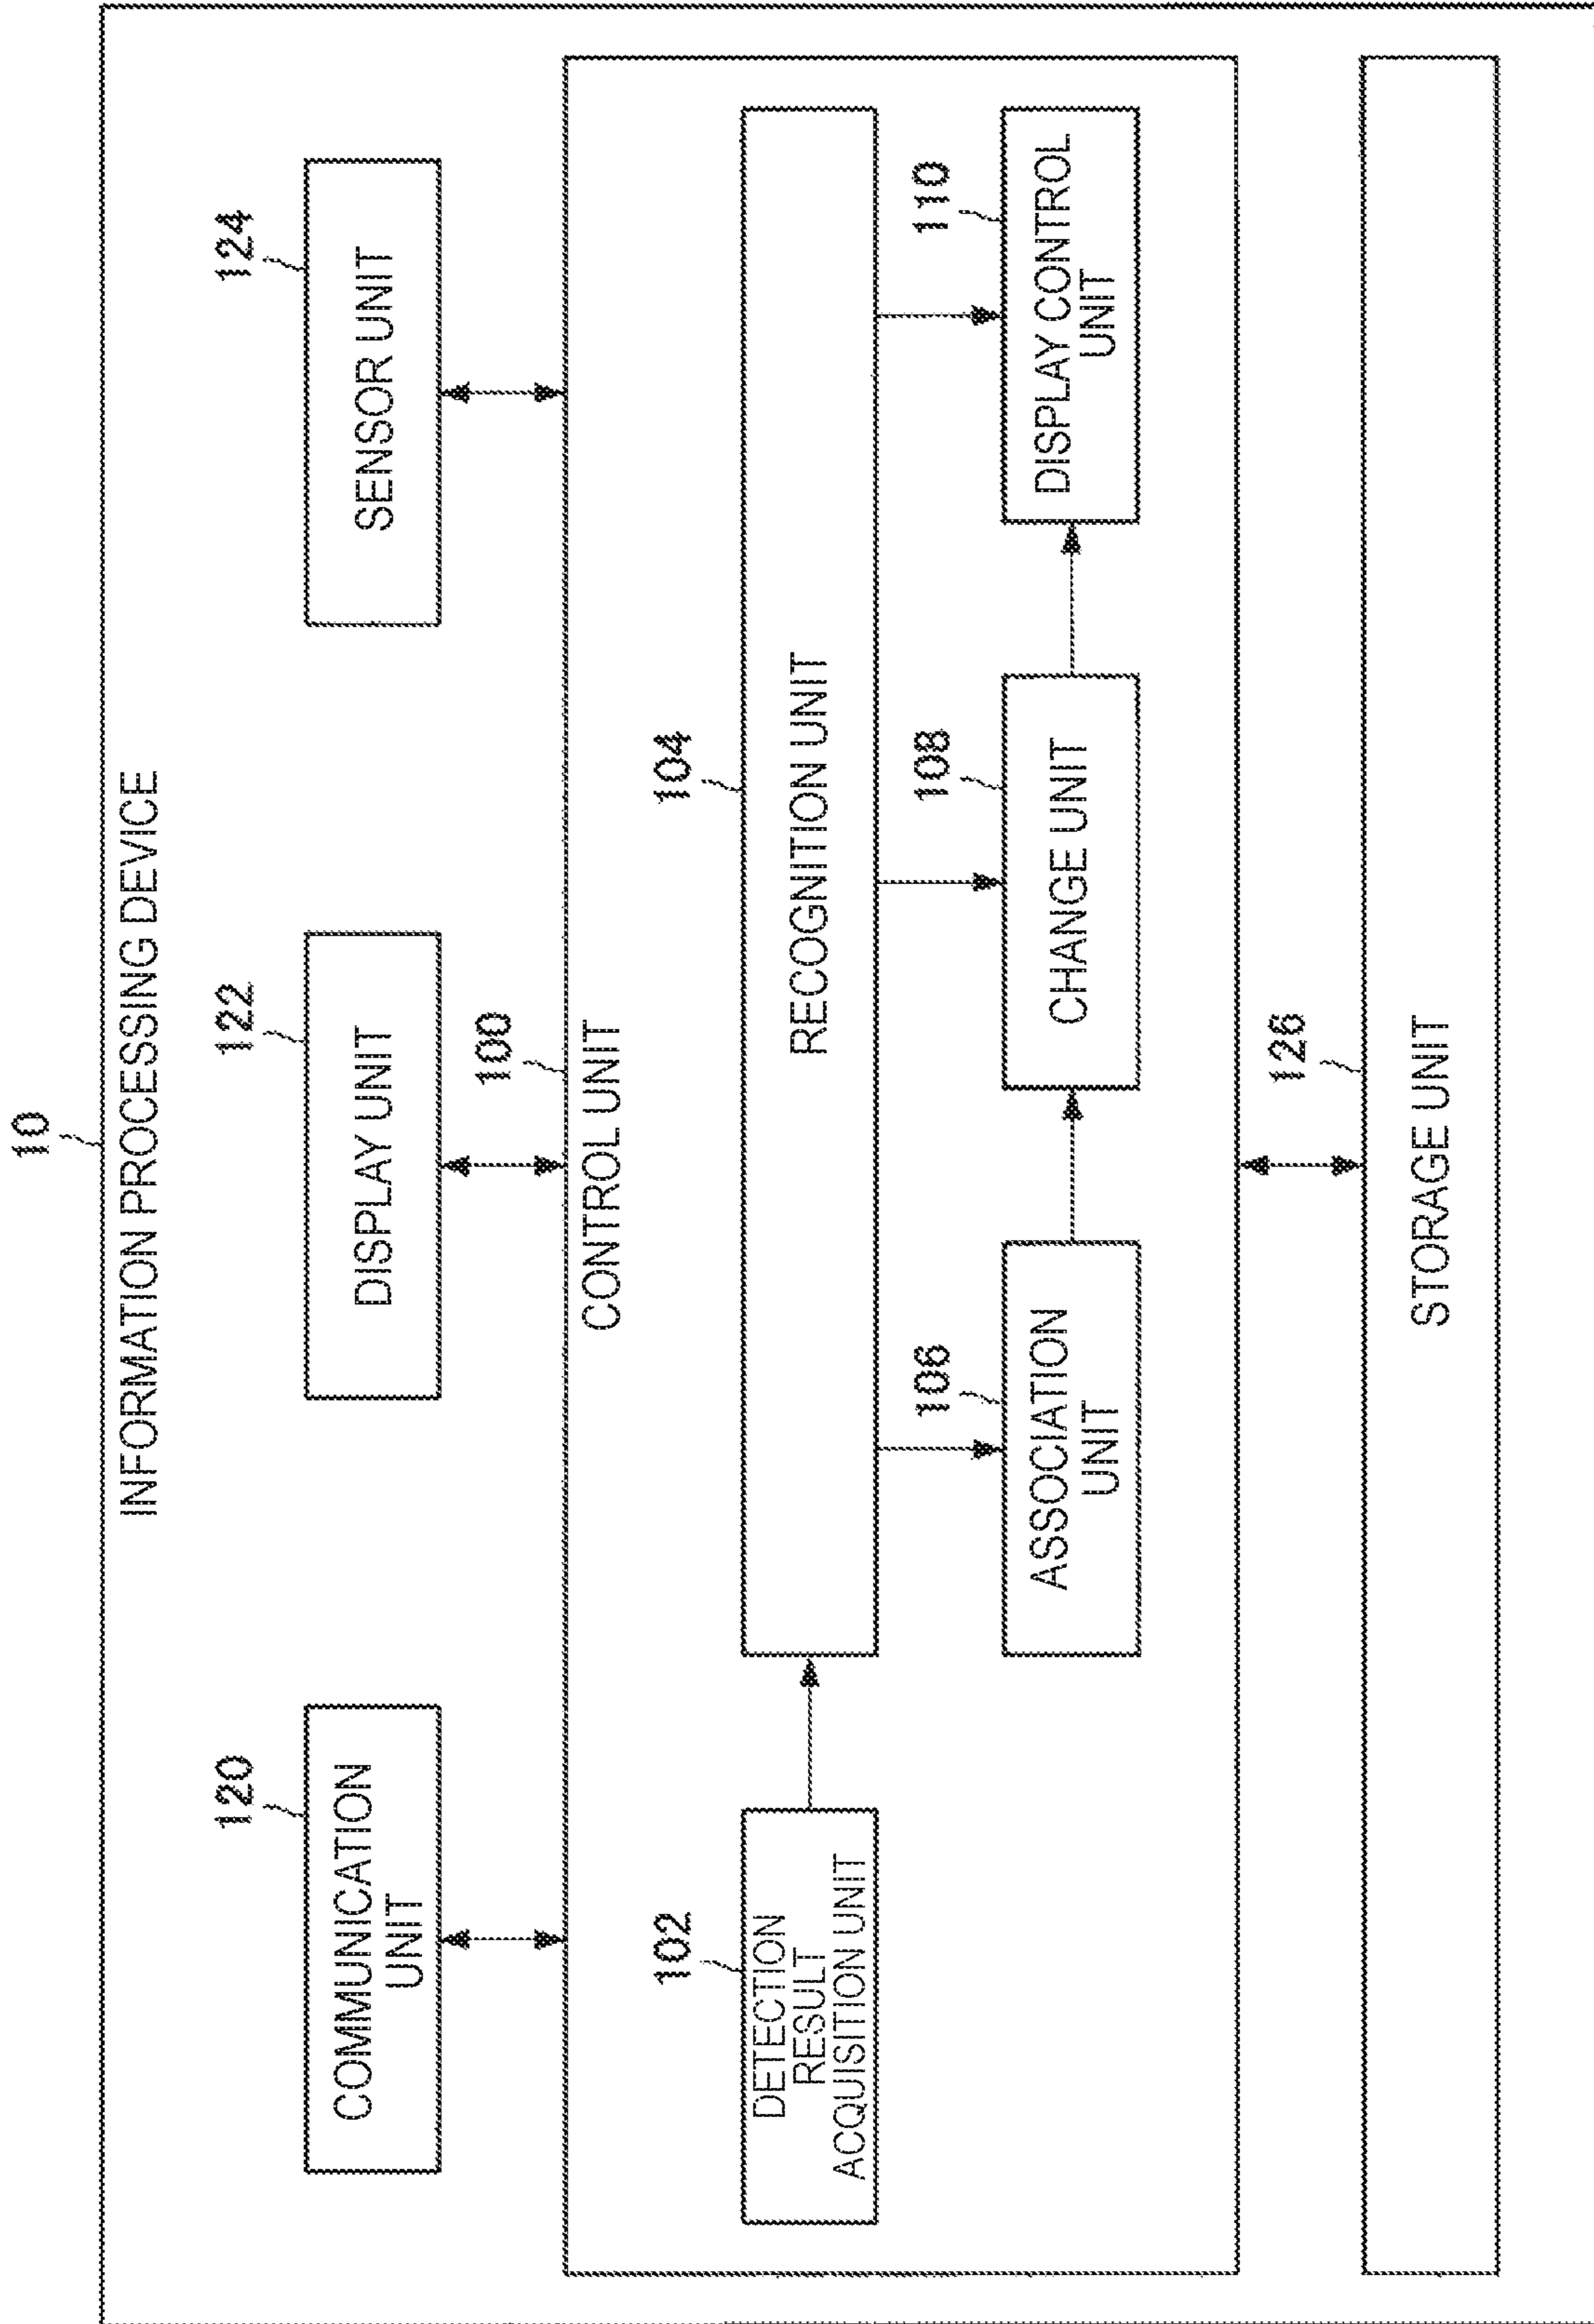 10
INFORMATION PROCESSING DEVICE
120
COMMUNICATION
UNIT
122
DISPLAY UNIT
124
SENSOR UNIT
100
CONTROL UNIT
102
DETECTION
RESULT
ACQUISITION UNIT
104
RECOGNITION UNIT
106
ASSOCIATION
UNIT
108
CHANGE UNIT
110
DISPLAY CONTROL
UNIT
126
STORAGE UNIT